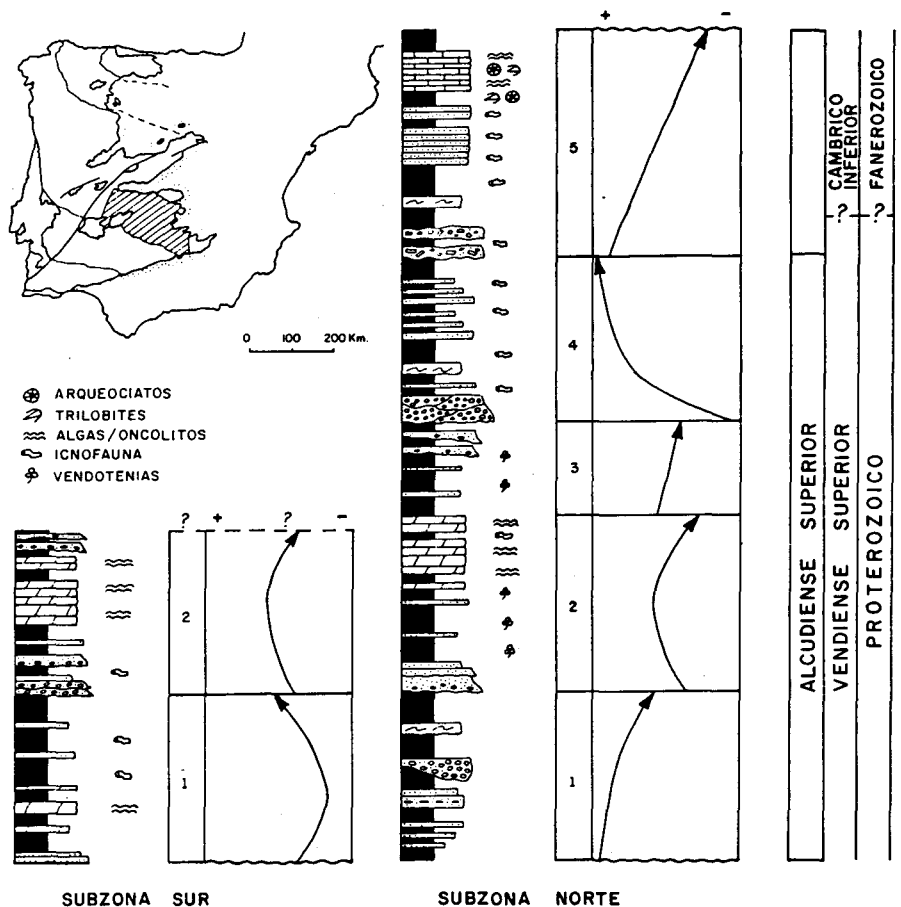 0 100 200 Km.
ARQUEOCIATOS
TRILOBITES
ALGAS/ONCOLITOS
ICNOFAUNA
VENDOTENIAS
? + ? -
2
1
SUBZONA SUR
+ -
5
4
3
2
1
SUBZONA NORTE
ALCUDIENSE SUPERIOR
CAMBRICO
INFERIOR
?
VENDIENSE SUPERIOR
FANEROZOICO
?
PROTEROZOICO